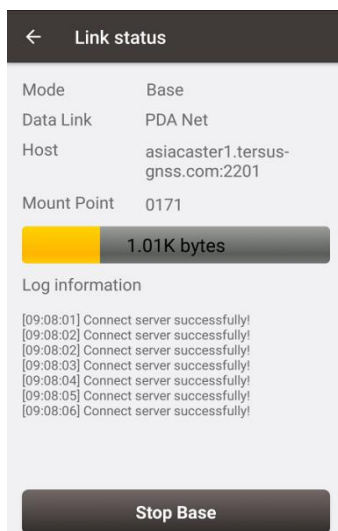 Link status
Mode Base
Data Link PDA Net
Host asiacaster1.tersus-
gnss.com:2201
Mount Point 0171
1.01K bytes
Log information
[09:08:01] Connect server successfully!
[09:08:02] Connect server successfully!
[09:08:02] Connect server successfully!
[09:08:03] Connect server successfully!
[09:08:04] Connect server successfully!
[09:08:05] Connect server successfully!
[09:08:06] Connect server successfully!
Stop Base